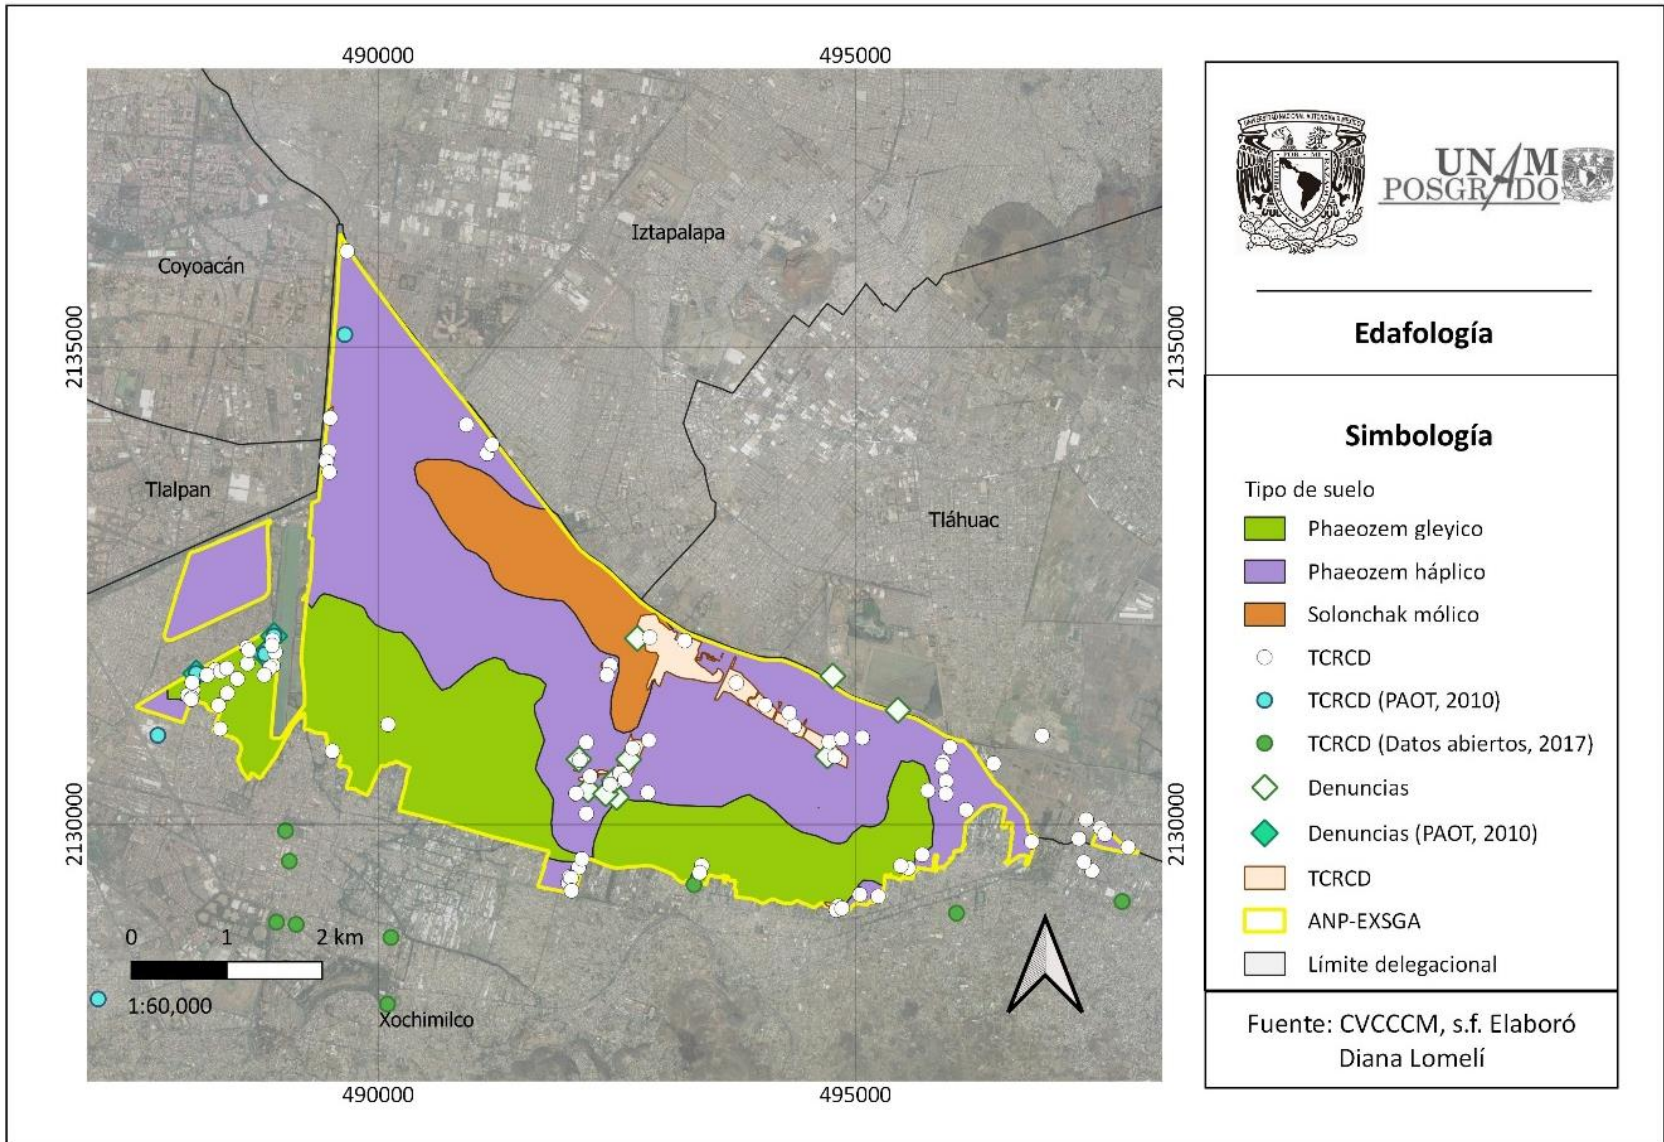 490000
495000
2135000
2135000
Coyoacán
Iztapalapa
Tlalpan
Tláhuac
2130000
2130000
0 1 2 km
1:60,000
Xochimilco
490000
495000
POR · MI
UNAM
POSGRADO
Edafología
Simbología
Tipo de suelo
Phaeozem gleyico
Phaeozem háplico
Solonchak mólico
TCRCD
TCRCD (PAOT, 2010)
TCRCD (Datos abiertos, 2017)
Denuncias
Denuncias (PAOT, 2010)
TCRCD
ANP-EXSGA
Límite delegacional
Fuente: CVCCCM, s.f. Elaboró
Diana Lomelí